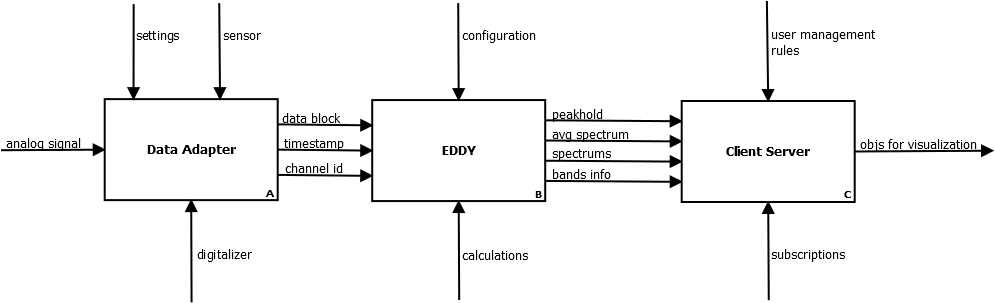 settings
sensor
configuration
user management
rules
analog signal
Data Adapter
A
data block
timestamp
channel id
EDDY
B
peakhold
avg spectrum
spectrums
bands info
Client Server
C
objs for visualization
digitalizer
calculations
subscriptions